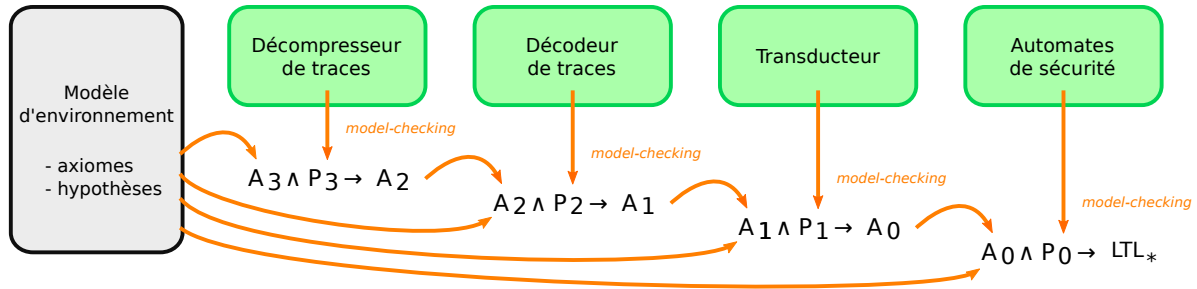 Modèle
d'environnement
- axiomes
- hypothèses
Décompresseur
de traces
Décodeur
de traces
Transducteur
Automates
de sécurité
model-checking
A3 ∧ P3 → A2
model-checking
A2 ∧ P2 → A1
model-checking
A1 ∧ P1 → A0
model-checking
A0 ∧ P0 → LTL*